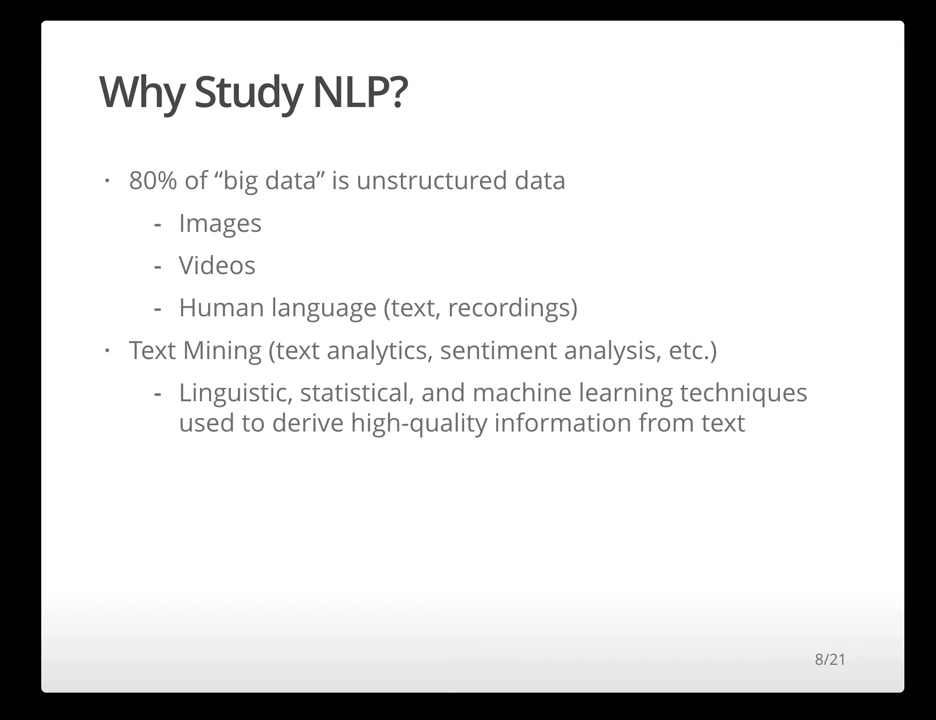 Why Study NLP?
· 80% of “big data” is unstructured data
- Images
- Videos
- Human language (text, recordings)
· Text Mining (text analytics, sentiment analysis, etc.)
- Linguistic, statistical, and machine learning techniques
used to derive high-quality information from text
8/21